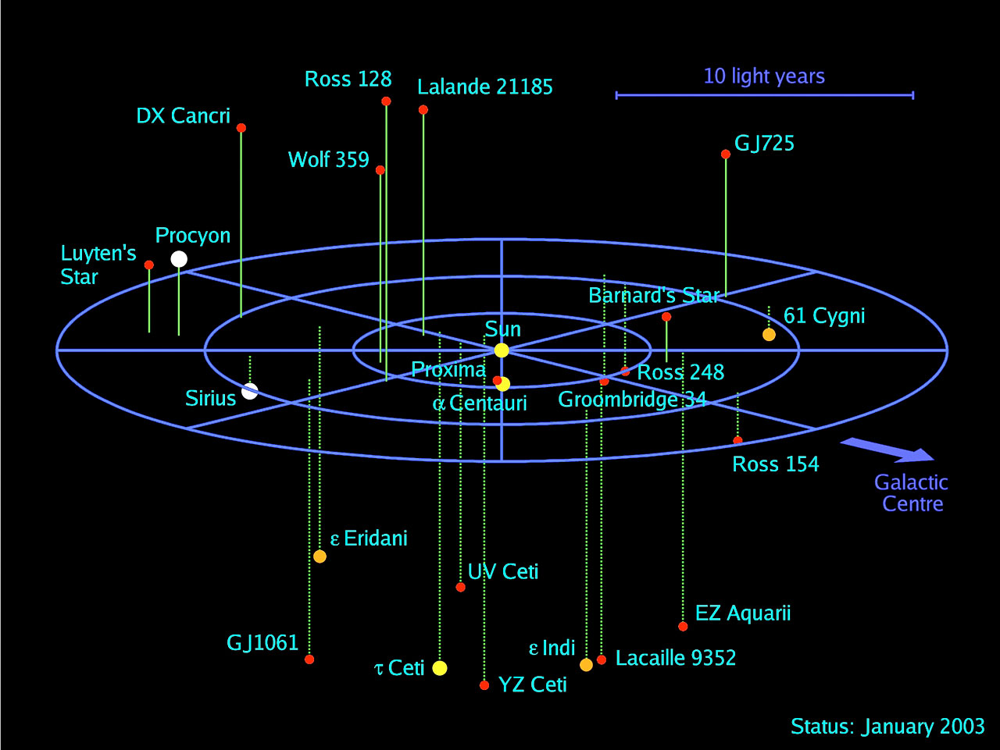 Ross 128
10 light years
Lalande 21185
DX Cancri
GJ725
Wolf 359
Procyon
Luyten's
Star
Barnard's Star
61 Cygni
Sun
Proxima
Ross 248
Sirius
α Centauri
Groombridge 34
Ross 154
Galactic
Centre
ε Eridani
UV Ceti
EZ Aquarii
GJ1061
ε Indi
Lacaille 9352
τ Ceti
YZ Ceti
Status: January 2003